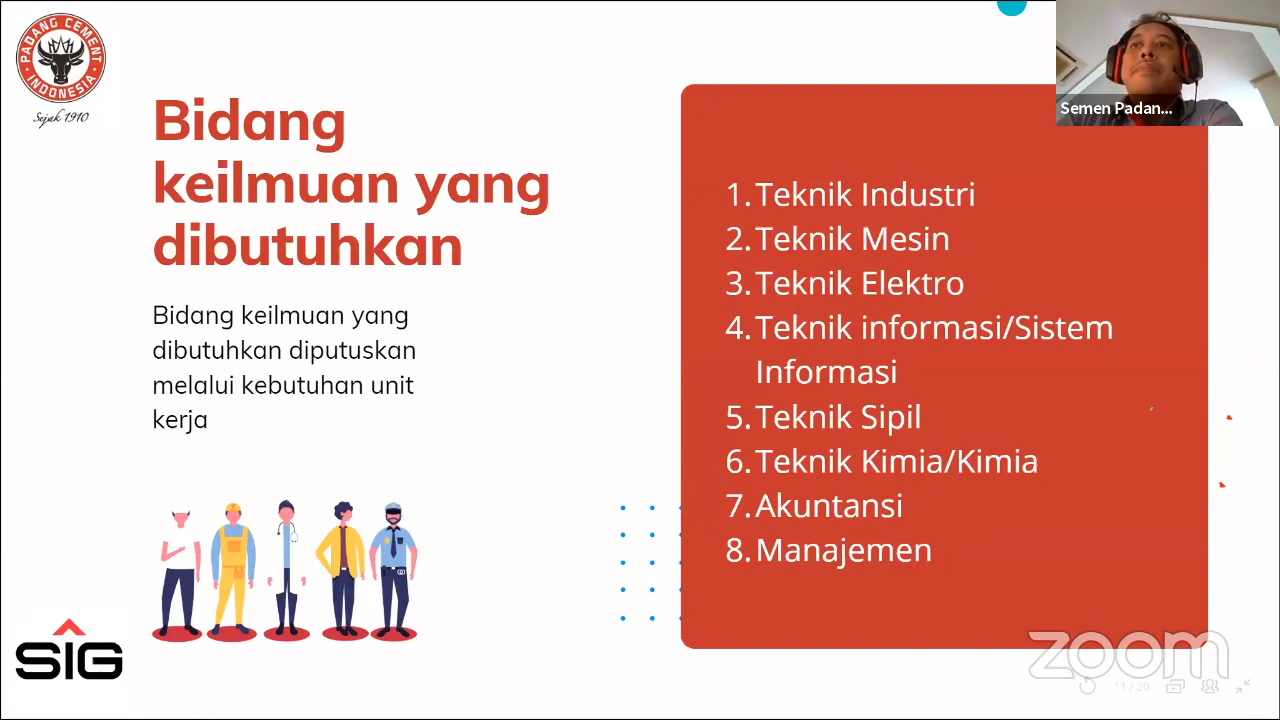 PADANG CEMENT INDONESIA
Sejak 1910
Semen Padan...
Bidang
keilmuan yang
dibutuhkan
Bidang keilmuan yang
dibutuhkan diputuskan
melalui kebutuhan unit
kerja
1. Teknik Industri
2. Teknik Mesin
3. Teknik Elektro
4. Teknik informasi/Sistem
Informasi
5. Teknik Sipil
6. Teknik Kimia/Kimia
7. Akuntansi
8. Manajemen
SIG
zoom
11 / 20